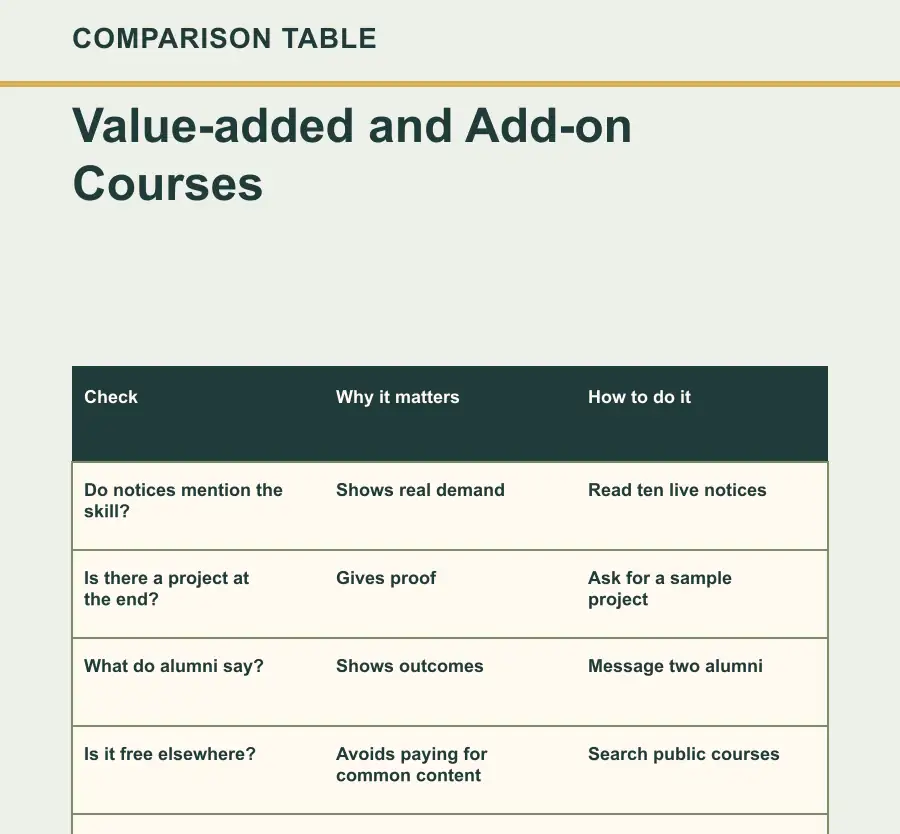 COMPARISON TABLE
Value-added and Add-on
Courses
Check Why it matters How to do it
Do notices mention the Shows real demand Read ten live notices
skill?
Is there a project at Gives proof Ask for a sample
the end? project
What do alumni say? Shows outcomes Message two alumni
Is it free elsewhere? Avoids paying for Search public courses
common content